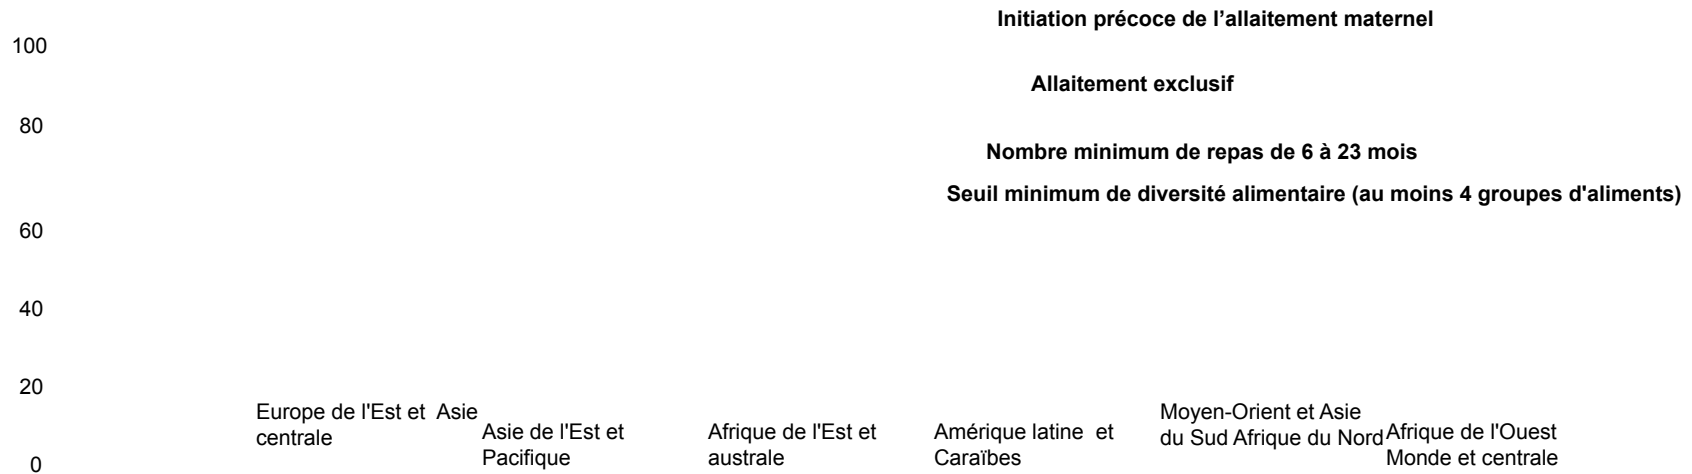 Initiation précoce de l’allaitement maternel
100
Allaitement exclusif
80
Nombre minimum de repas de 6 à 23 mois
Seuil minimum de diversité alimentaire (au moins 4 groupes d'aliments)
60
40
20
Europe de l'Est et Asie
centrale
Asie de l'Est et
Pacifique
Afrique de l'Est et
australe
Amérique latine et
Caraïbes
Moyen-Orient et Asie
du Sud Afrique du Nord
Afrique de l'Ouest
Monde et centrale
0